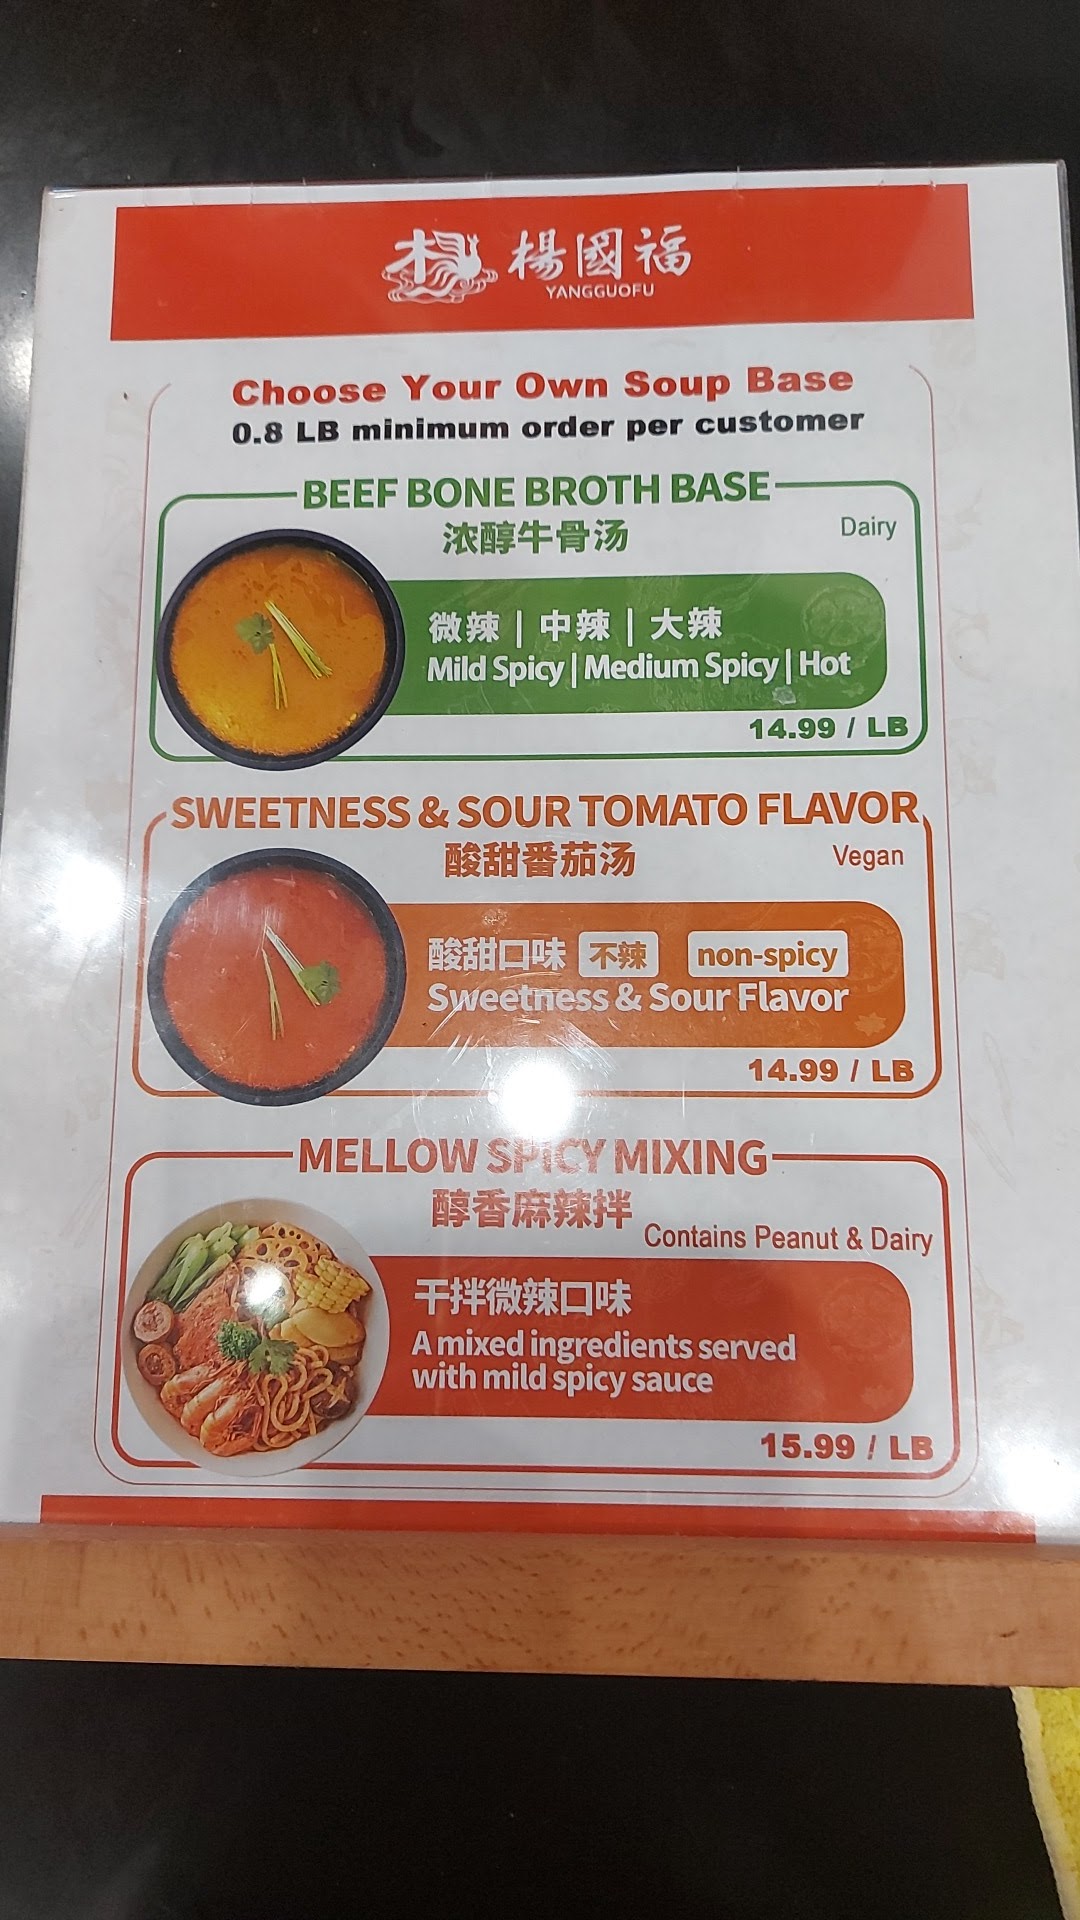 楊國福
YANGGUOFU
Choose Your Own Soup Base
0.8 LB minimum order per customer
BEEF BONE BROTH BASE
浓醇牛骨汤
Dairy
微辣 | 中辣 | 大辣
Mild Spicy | Medium Spicy | Hot
14.99 / LB
SWEETNESS & SOUR TOMATO FLAVOR
酸甜番茄汤
Vegan
酸甜口味 不辣 non-spicy
Sweetness & Sour Flavor
14.99 / LB
MELLOW SPICY MIXING
醇香麻辣拌
Contains Peanut & Dairy
干拌微辣口味
A mixed ingredients served
with mild spicy sauce
15.99 / LB